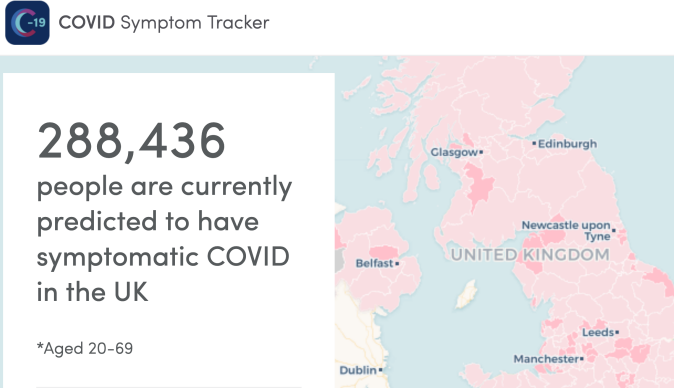 C-19
COVID Symptom Tracker
288,436
people are currently
predicted to have
symptomatic COVID
in the UK
*Aged 20-69
Glasgow
Edinburgh
Newcastle upon
Tyne
UNITED KINGDOM
Belfast
Leeds
Manchester
Dublin